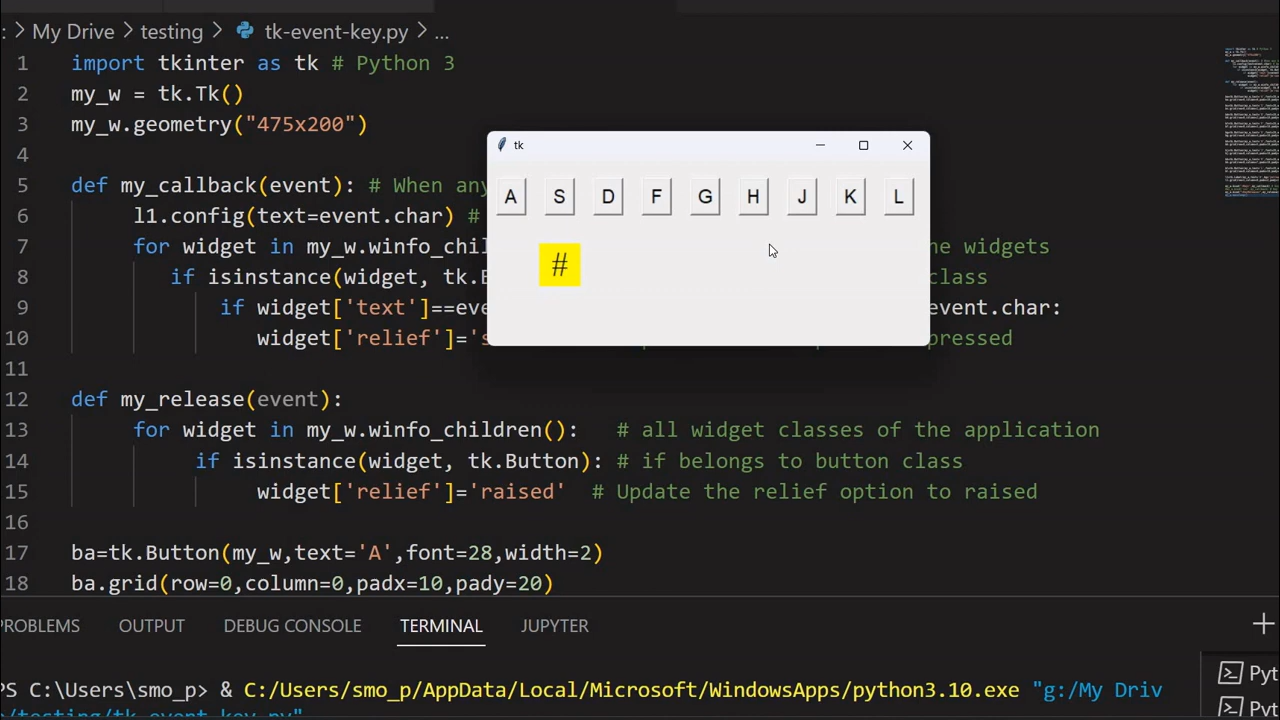 : > My Drive > testing > tk-event-key.py > ...
1 import tkinter as tk # Python 3
2 my_w = tk.Tk()
3 my_w.geometry("475x200")
4
5 def my_callback(event): # When any
6 l1.config(text=event.char) #
7 for widget in my_w.winfo_chil he widgets
8 if isinstance(widget, tk.B class
9 if widget['text']==eve event.char:
10 widget['relief']='s pressed
11
12 def my_release(event):
13 for widget in my_w.winfo_children(): # all widget classes of the application
14 if isinstance(widget, tk.Button): # if belongs to button class
15 widget['relief']='raised' # Update the relief option to raised
16
17 ba=tk.Button(my_w,text='A',font=28,width=2)
18 ba.grid(row=0,column=0,padx=10,pady=20)
tk
A S D F G H J K L
#
PROBLEMS OUTPUT DEBUG CONSOLE TERMINAL JUPYTER
PS C:\Users\smo_p> & C:/Users/smo_p/AppData/Local/Microsoft/WindowsApps/python3.10.exe "g:/My Driv
e/testing/tk-event-key.py"
Pyt
Pyt